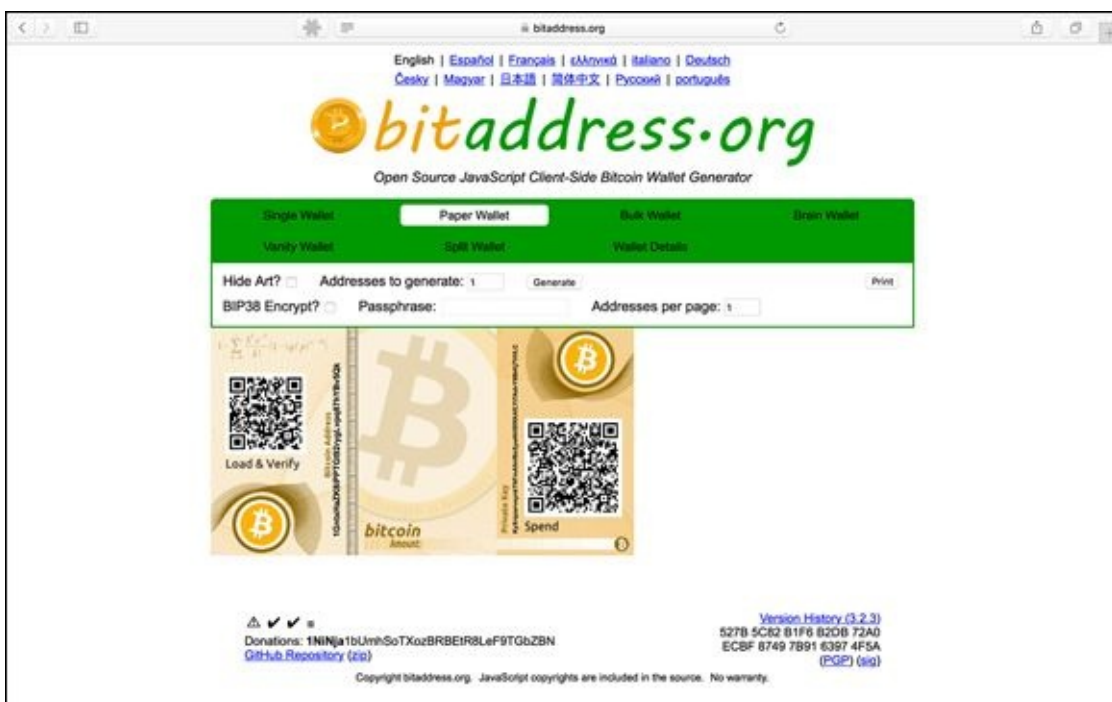 bitaddress.org
English | Español | Français | ελληνικά | italiano | Deutsch
Česky | Magyar | 日本語 | 简体中文 | Русский | português
bitaddress.org
Open Source JavaScript Client-Side Bitcoin Wallet Generator
Single Wallet Paper Wallet Bulk Wallet Brain Wallet
Vanity Wallet Split Wallet Wallet Details
Hide Art? Addresses to generate: 1 Generate Print
BIP38 Encrypt? Passphrase: Addresses per page: 1
Bitcoin Address
Load & Verify
bitcoin
Private Key
Spend
Version History (3.2.3)
Donations: 1NiNja1bUmhSoTXozBRBEtR8LeF9TGbZBN
527B 5C82 B1F6 B2DB 72A0
GitHub Repository (zip)
ECBF 8749 7B91 6397 4F5A
(PGP) (sig)
Copyright bitaddress.org. JavaScript copyrights are included in the source. No warranty.